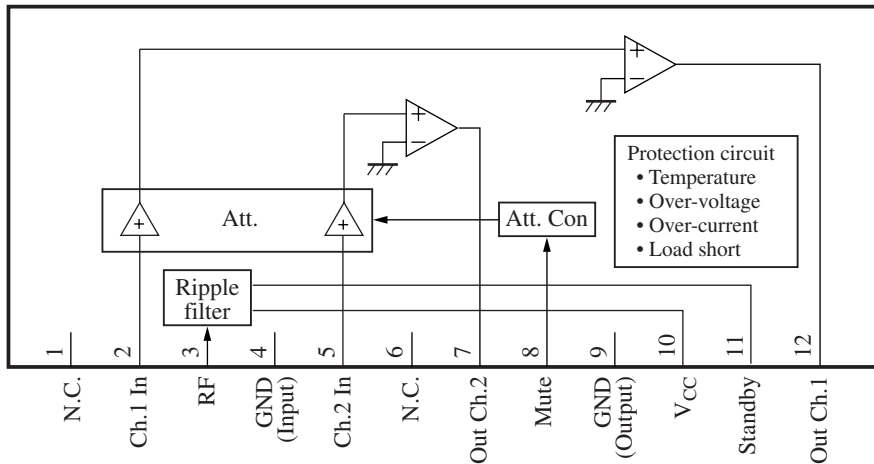 +
−
+
−
Protection circuit
• Temperature
• Over-voltage
• Over-current
• Load short
+
Att.
+
Att. Con
Ripple
filter
1
2
3
4
5
6
7
8
9
10
11
12
N.C.
Ch.1 In
RF
GND
(Input)
Ch.2 In
N.C.
Out Ch.2
Mute
GND
(Output)
VCC
Standby
Out Ch.1